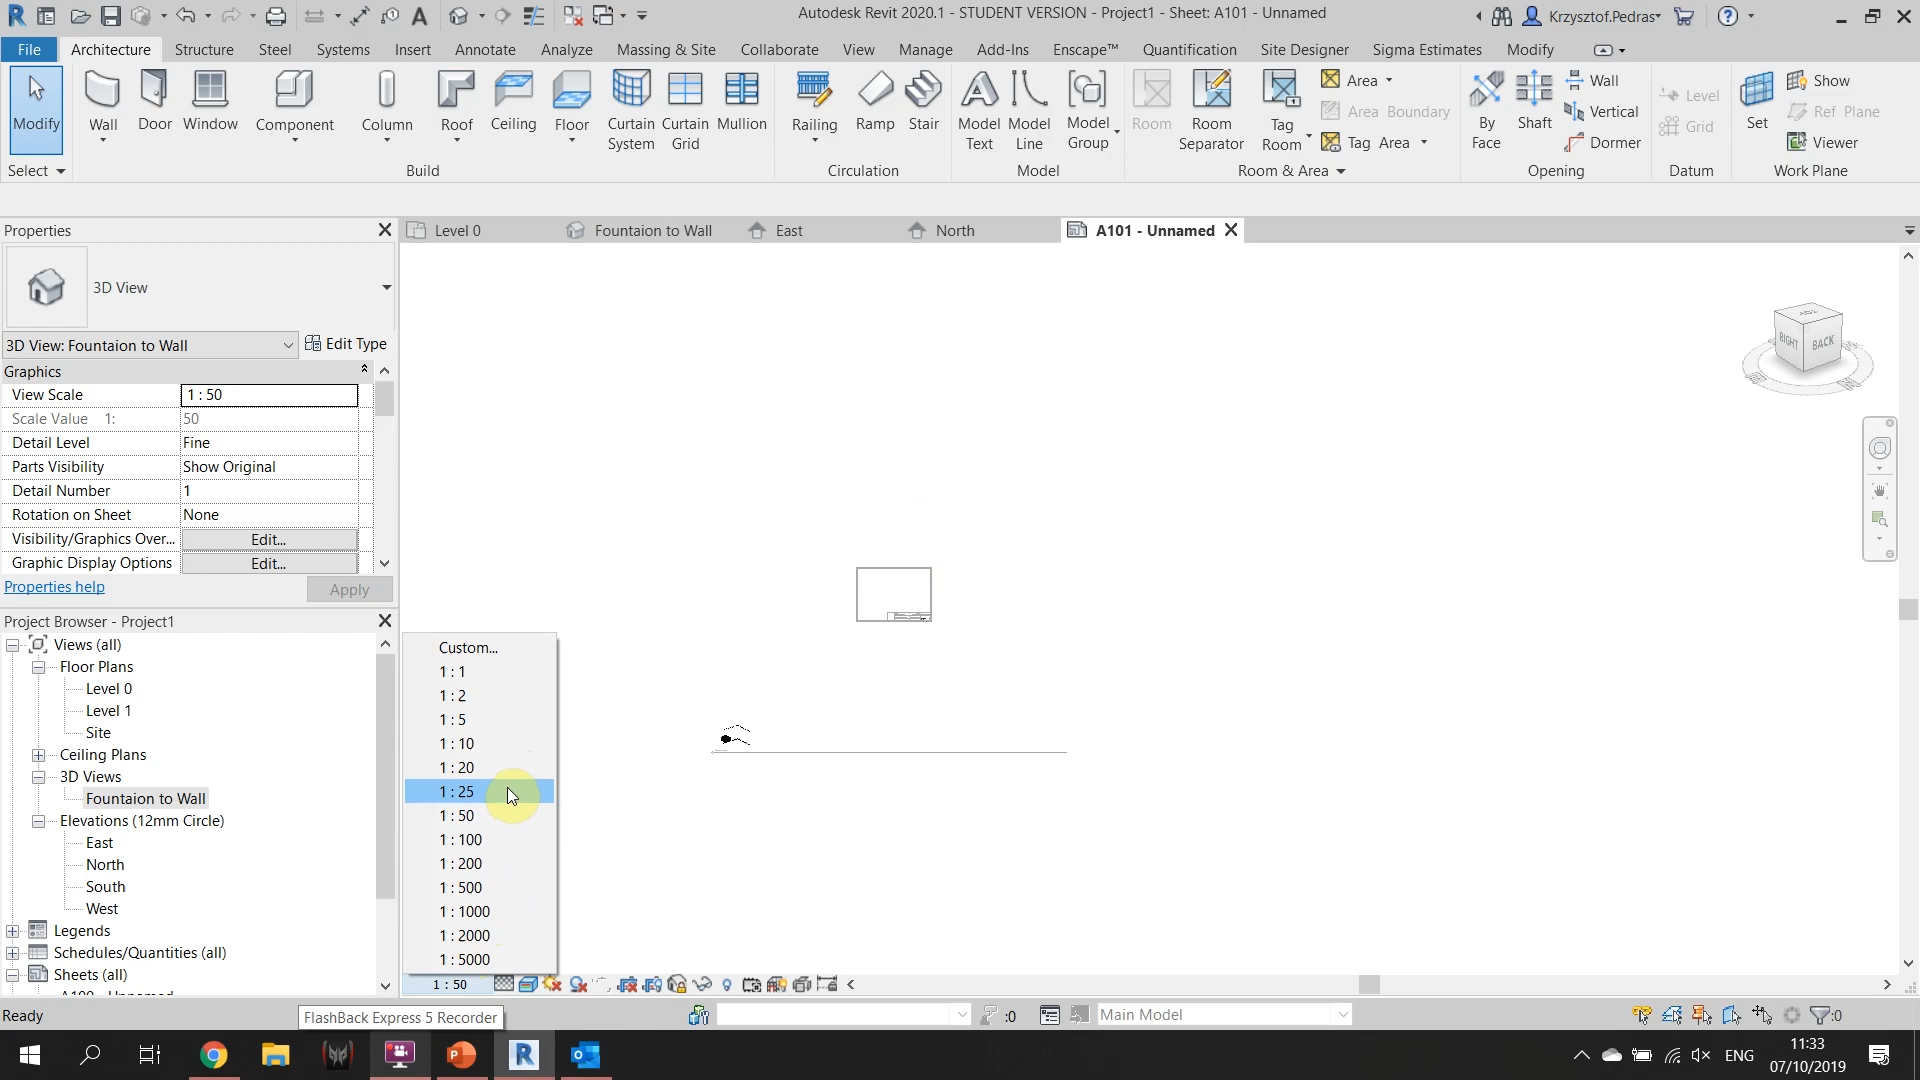 Autodesk Revit 2020.1 - STUDENT VERSION - Project1 - Sheet: A101 - Unnamed
Krzysztof.Pedras
File Architecture Structure Steel Systems Insert Annotate Analyze Massing & Site Collaborate View Manage Add-Ins Enscape™ Quantification Site Designer Sigma Estimates Modify
Modify
Wall
Door
Window
Component
Column
Roof
Ceiling
Floor
Curtain System
Curtain Grid
Mullion
Railing
Ramp
Stair
Model Text
Model Line
Model Group
Room
Room Separator
Tag Room
Area
Area Boundary
Tag Area
By Face
Shaft
Wall
Vertical
Dormer
Level
Grid
Set
Show
Ref Plane
Viewer
Select
Build
Circulation
Model
Room & Area
Opening
Datum
Work Plane
Properties
Level 0
Fountaion to Wall
East
North
A101 - Unnamed
3D View
3D View: Fountaion to Wall
Edit Type
Graphics
View Scale 1 : 50
Scale Value 1: 50
Detail Level Fine
Parts Visibility Show Original
Detail Number 1
Rotation on Sheet None
Visibility/Graphics Over... Edit...
Graphic Display Options Edit...
Properties help
Apply
RIGHT
BACK
Project Browser - Project1
Views (all)
Floor Plans
Level 0
Level 1
Site
Ceiling Plans
3D Views
Fountaion to Wall
Elevations (12mm Circle)
East
North
South
West
Legends
Schedules/Quantities (all)
Sheets (all)
Custom...
1 : 1
1 : 2
1 : 5
1 : 10
1 : 20
1 : 25
1 : 50
1 : 100
1 : 200
1 : 500
1 : 1000
1 : 2000
1 : 5000
1 : 50
Ready
FlashBack Express 5 Recorder
:0
Main Model
:0
ENG
11:33
07/10/2019